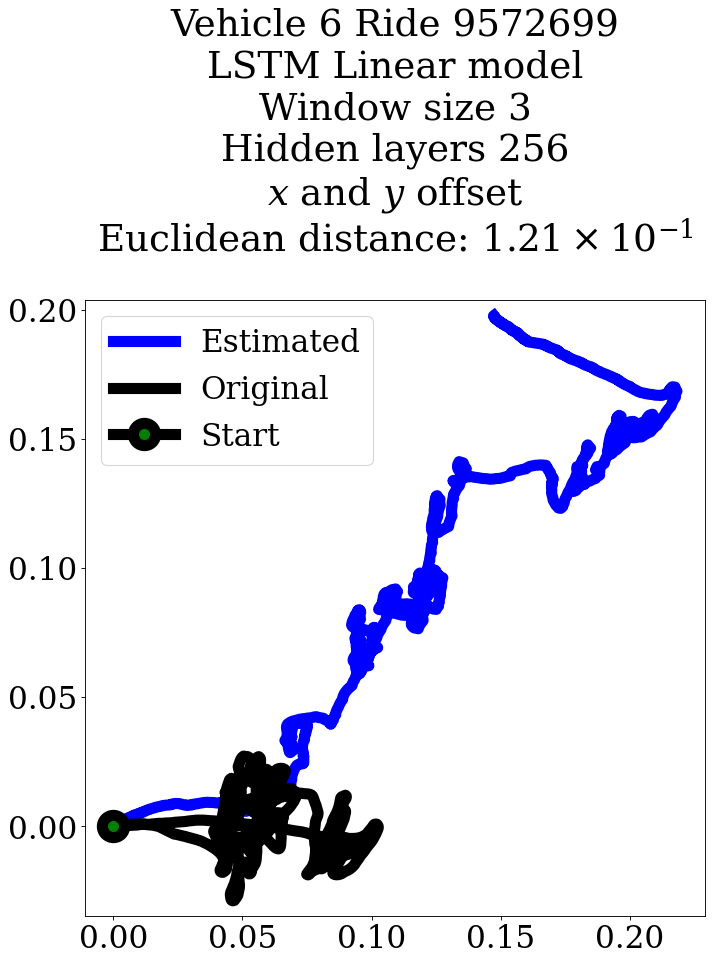 Vehicle 6 Ride 9572699
LSTM Linear model
Window size 3
Hidden layers 256
x and y offset
Euclidean distance: 1.21 × 10⁻¹
Estimated
Original
Start
0.20
0.15
0.10
0.05
0.00
0.00 0.05 0.10 0.15 0.20